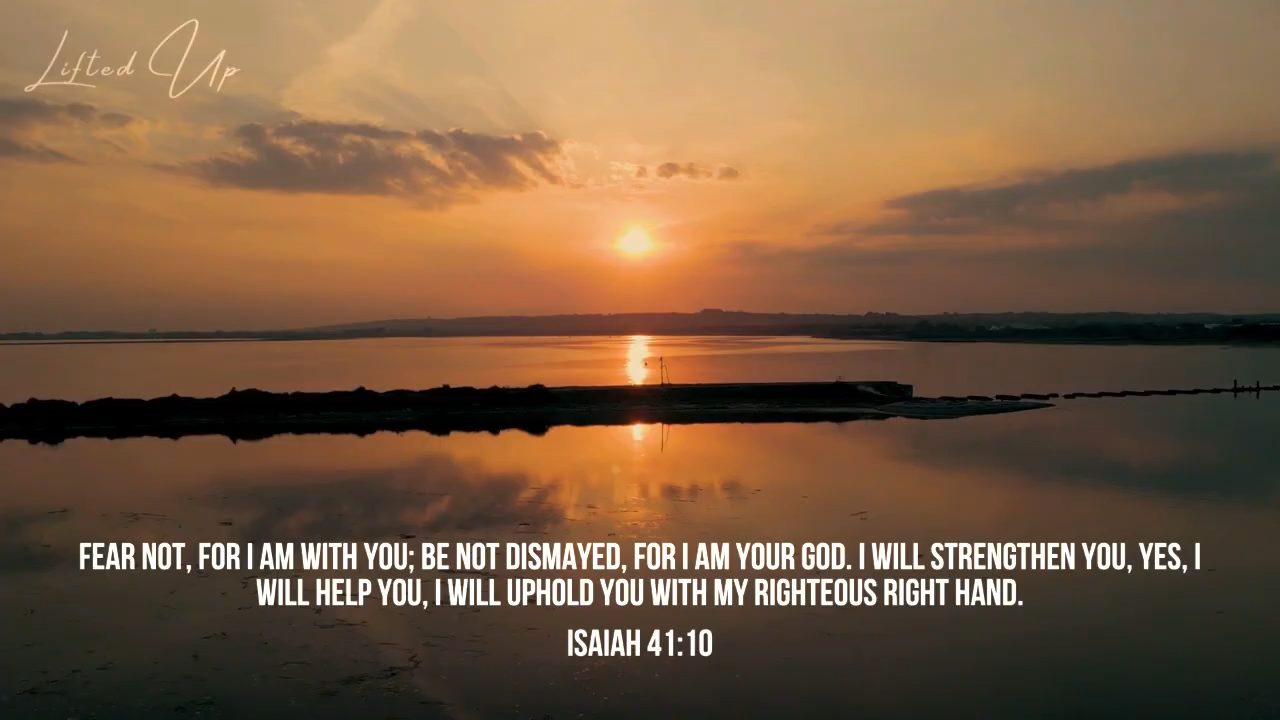 Lifted Up
FEAR NOT, FOR I AM WITH YOU; BE NOT DISMAYED, FOR I AM YOUR GOD. I WILL STRENGTHEN YOU, YES, I
WILL HELP YOU, I WILL UPHOLD YOU WITH MY RIGHTEOUS RIGHT HAND.
ISAIAH 41:10